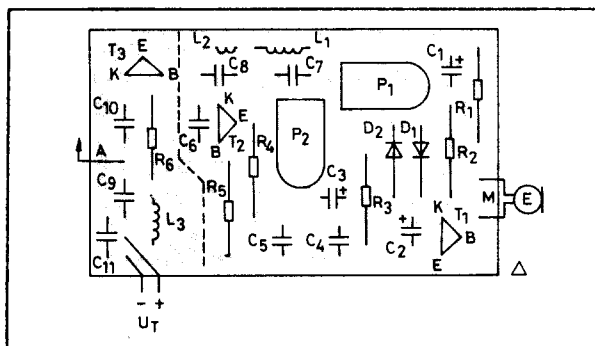 L2 L1
T3 E
K B
C8 C7
C1 +
P1
R1
C10
C6
K
E
B T2
R4
P2
D2 D1
R2
A
R6
C3 +
C9
R5
L3
R3
M E
K T1
B
E
C5 C4
+ C2
C11
− +
UT